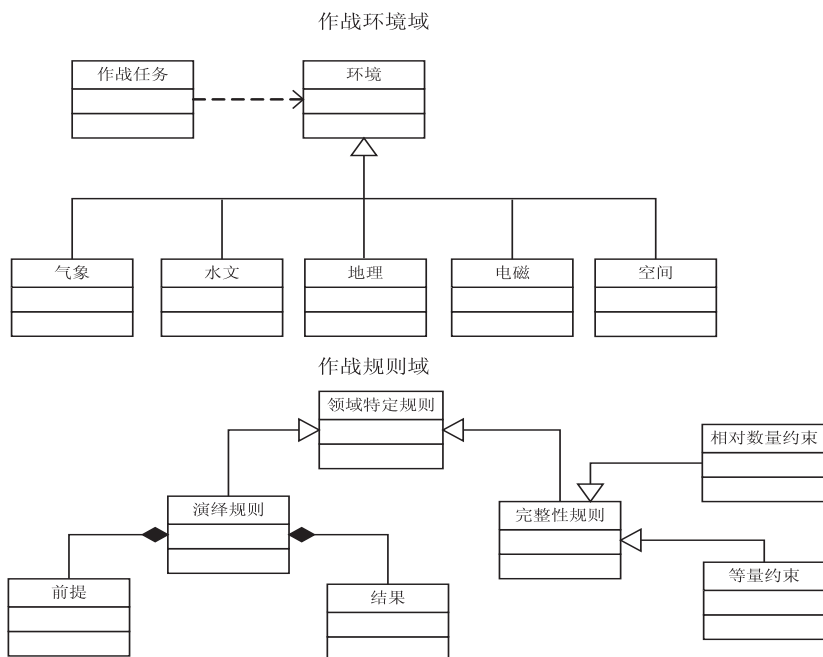 作战环境域
作战任务
环境
气象
水文
地理
电磁
空间
作战规则域
领域特定规则
相对数量约束
演绎规则
完整性规则
等量约束
前提
结果